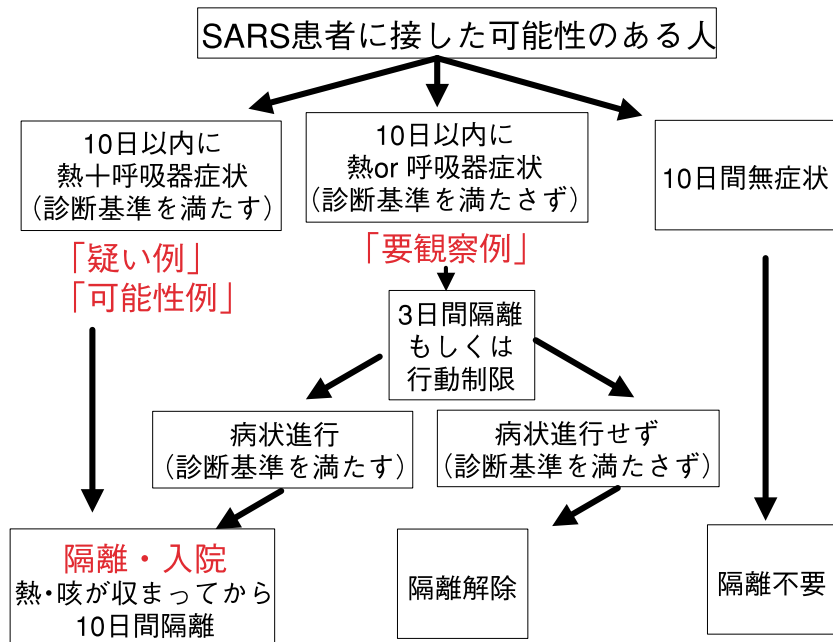 SARS患者に接した可能性のある人
10日以内に
熱＋呼吸器症状
（診断基準を満たす）
10日以内に
熱or 呼吸器症状
（診断基準を満たさず）
10日間無症状
「疑い例」
「可能性例」
「要観察例」
3日間隔離
もしくは
行動制限
病状進行
（診断基準を満たす）
病状進行せず
（診断基準を満たさず）
隔離・入院
熱・咳が収まってから
10日間隔離
隔離解除
隔離不要